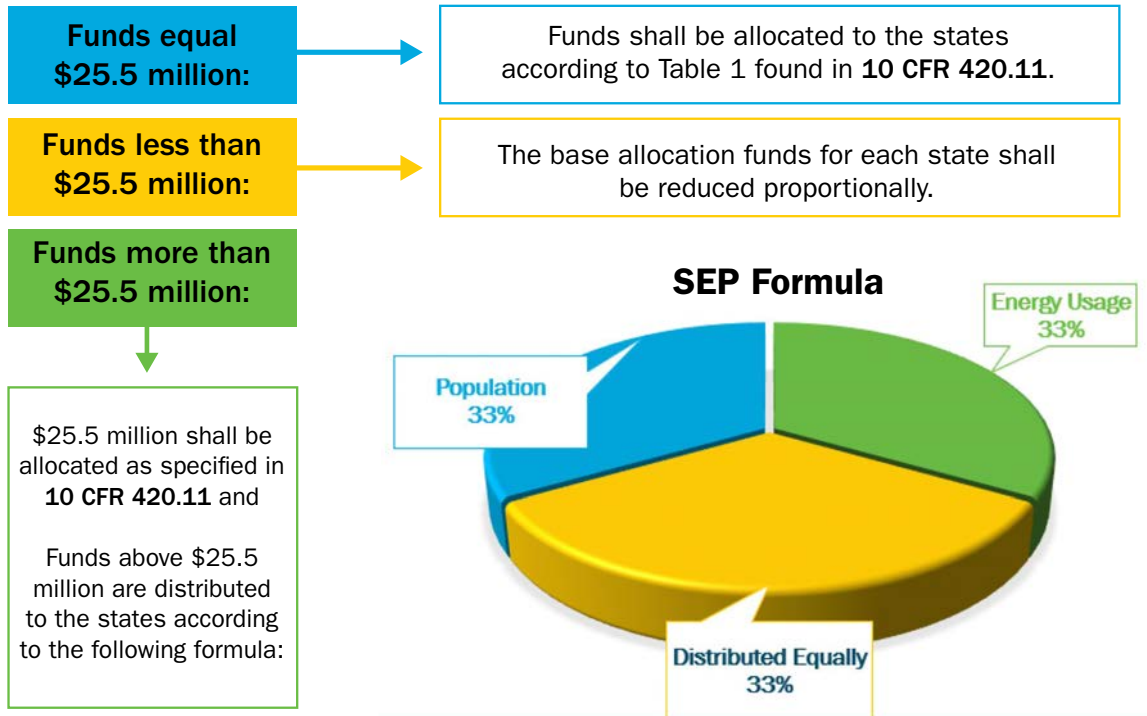 Funds equal
$25.5 million:
Funds shall be allocated to the states
according to Table 1 found in 10 CFR 420.11.
Funds less than
$25.5 million:
The base allocation funds for each state shall
be reduced proportionally.
Funds more than
$25.5 million:
$25.5 million shall be
allocated as specified in
10 CFR 420.11 and
Funds above $25.5
million are distributed
to the states according
to the following formula:
SEP Formula
Energy Usage
33%
Population
33%
Distributed Equally
33%